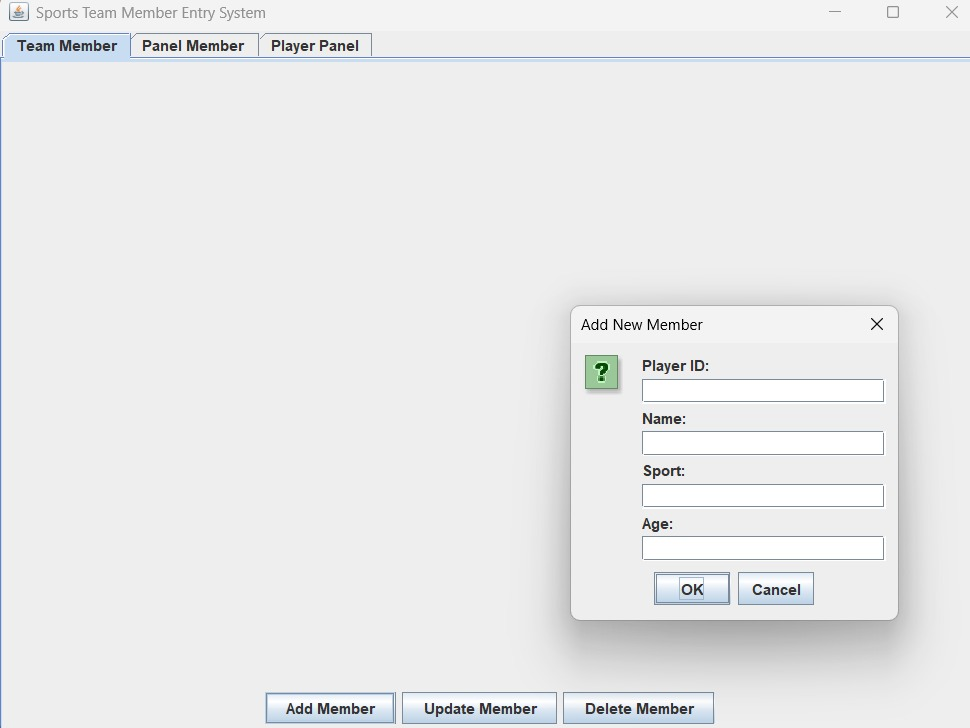 Sports Team Member Entry System
Team Member Panel Member Player Panel
Add New Member
?
Player ID:
Name:
Sport:
Age:
OK Cancel
Add Member Update Member Delete Member